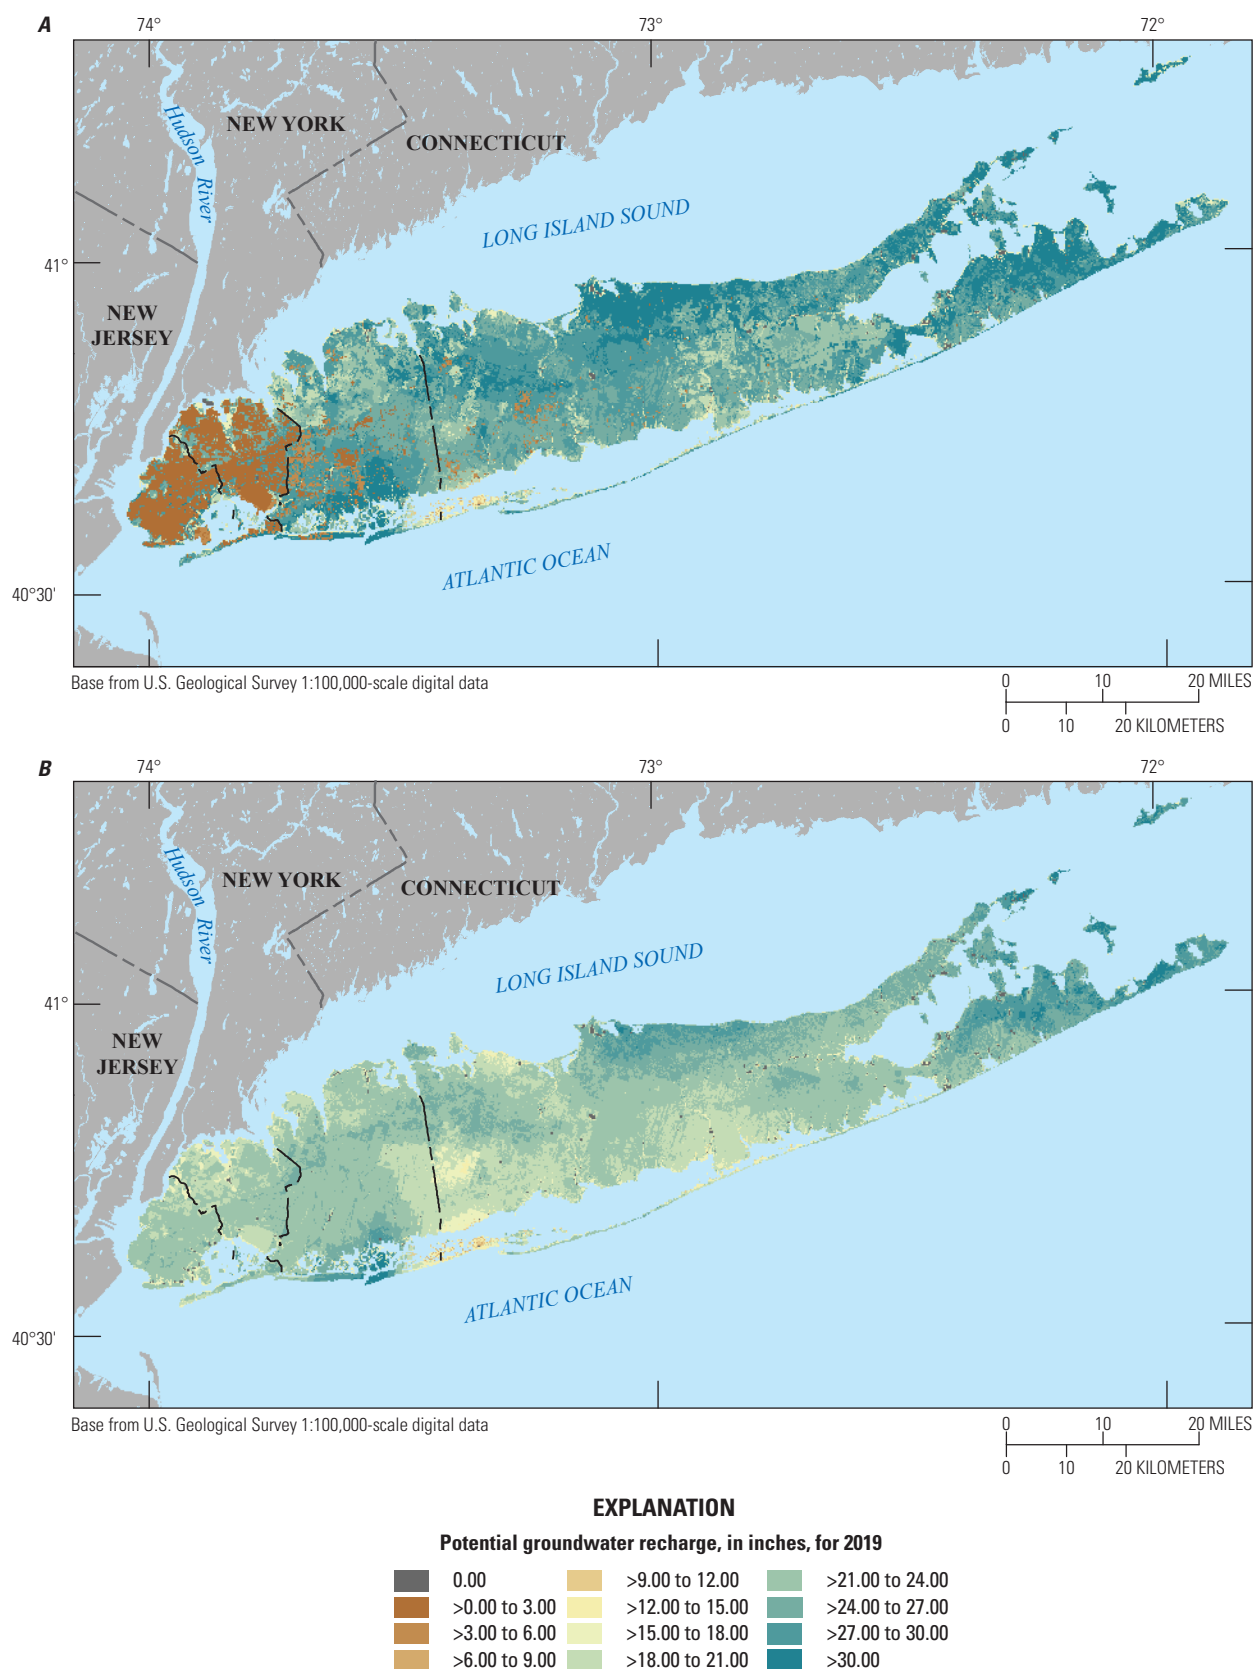 A
74°
73°
72°
Hudson River
NEW YORK
CONNECTICUT
LONG ISLAND SOUND
41°
NEW
JERSEY
ATLANTIC OCEAN
40°30'
Base from U.S. Geological Survey 1:100,000-scale digital data
0 10 20 MILES
0 10 20 KILOMETERS
B
74°
73°
72°
Hudson River
NEW YORK
CONNECTICUT
LONG ISLAND SOUND
41°
NEW
JERSEY
ATLANTIC OCEAN
40°30'
Base from U.S. Geological Survey 1:100,000-scale digital data
0 10 20 MILES
0 10 20 KILOMETERS
EXPLANATION
Potential groundwater recharge, in inches, for 2019
0.00
>0.00 to 3.00
>3.00 to 6.00
>6.00 to 9.00
>9.00 to 12.00
>12.00 to 15.00
>15.00 to 18.00
>18.00 to 21.00
>21.00 to 24.00
>24.00 to 27.00
>27.00 to 30.00
>30.00